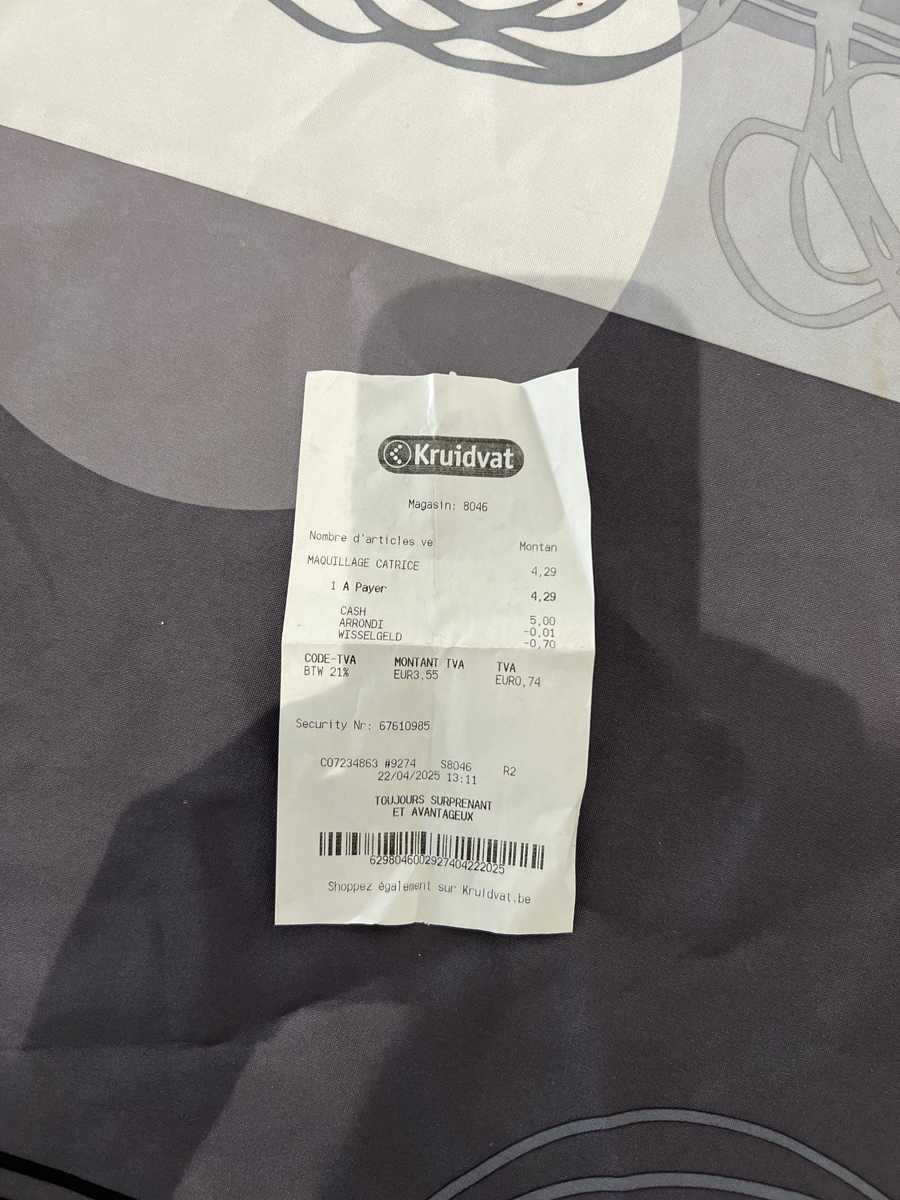 Kruidvat
Magasin: 8046
Nombre d'articles ve Montan
MAQUILLAGE CATRICE 4,29
1 A Payer 4,29
CASH 5,00
ARRONDI -0,01
WISSELGELD -0,70
CODE-TVA MONTANT TVA TVA
BTW 21% EUR3,55 EUR0,74
Security Nr: 67610985
C07234863 #9274 S8046 R2
22/04/2025 13:11
TOUJOURS SURPRENANT
ET AVANTAGEUX
6298046002927404222025
Shoppez également sur Kruidvat.be